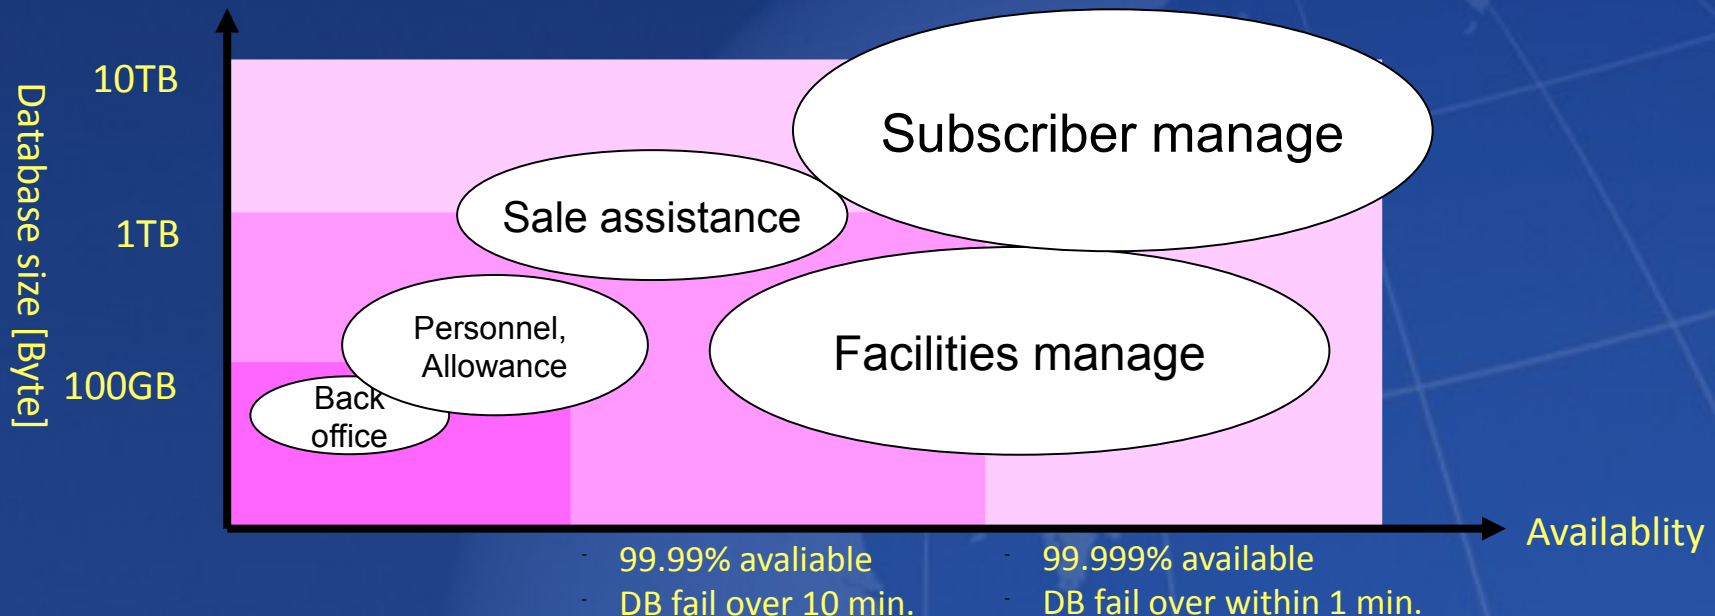 Database size [Byte]
10TB
1TB
100GB
Subscriber manage
Sale assistance
Personnel,
Allowance
Facilities manage
Back
office
Availablity
- 99.99% avaliable
- DB fail over 10 min.
- 99.999% available
- DB fail over within 1 min.